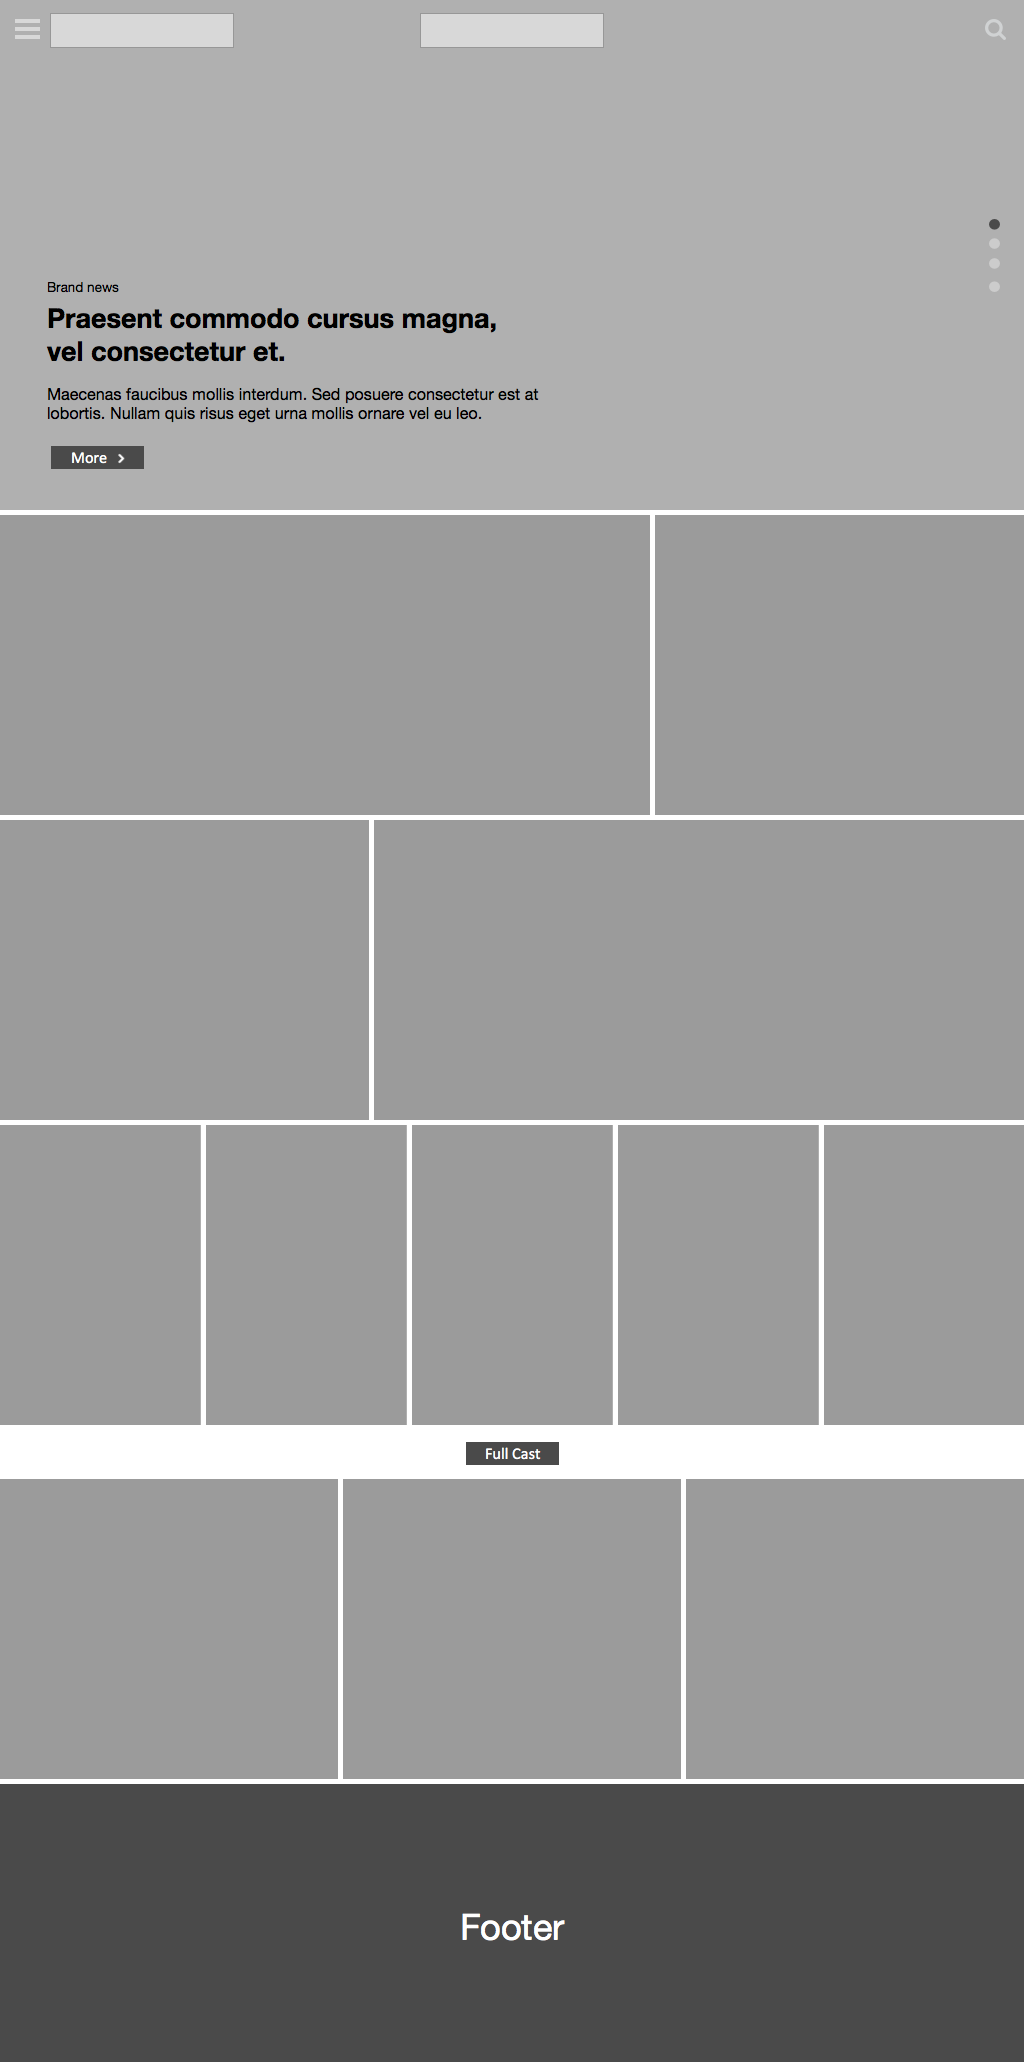 Brand news
Praesent commodo cursus magna,
vel consectetur et.
Maecenas faucibus mollis interdum. Sed posuere consectetur est at
lobortis. Nullam quis risus eget urna mollis ornare vel eu leo.
More
Full Cast
Footer